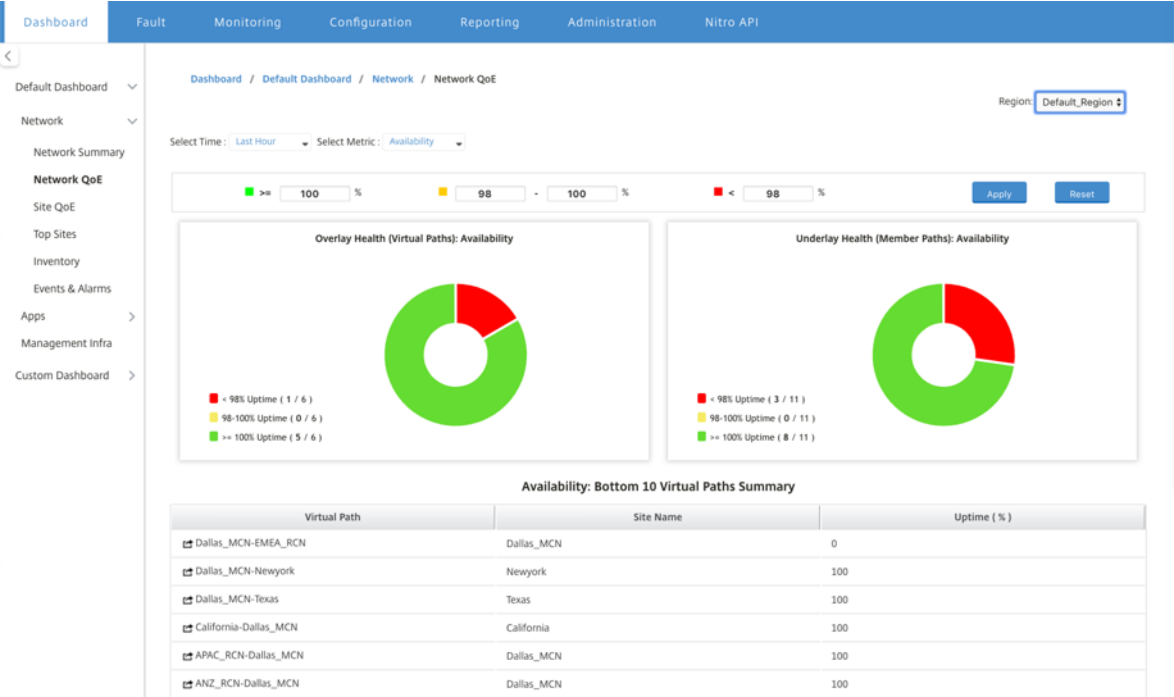 Dashboard Fault Monitoring Configuration Reporting Administration Nitro API
Dashboard / Default Dashboard / Network / Network QoE
Region: Default_Region
Default Dashboard
Network
Network Summary
Network QoE
Site QoE
Top Sites
Inventory
Events & Alarms
Apps
Management Infra
Custom Dashboard
Select Time : Last Hour Select Metric : Availability
>= 100 % 98 - 100 % < 98 % Apply Reset
Overlay Health (Virtual Paths): Availability
< 98% Uptime ( 1 / 6 )
98-100% Uptime ( 0 / 6 )
>= 100% Uptime ( 5 / 6 )
Underlay Health (Member Paths): Availability
< 98% Uptime ( 3 / 11 )
98-100% Uptime ( 0 / 11 )
>= 100% Uptime ( 8 / 11 )
Availability: Bottom 10 Virtual Paths Summary
Virtual Path Site Name Uptime ( % )
Dallas_MCN-EMEA_RCN Dallas_MCN 0
Dallas_MCN-Newyork Newyork 100
Dallas_MCN-Texas Texas 100
California-Dallas_MCN California 100
APAC_RCN-Dallas_MCN Dallas_MCN 100
ANZ_RCN-Dallas_MCN Dallas_MCN 100